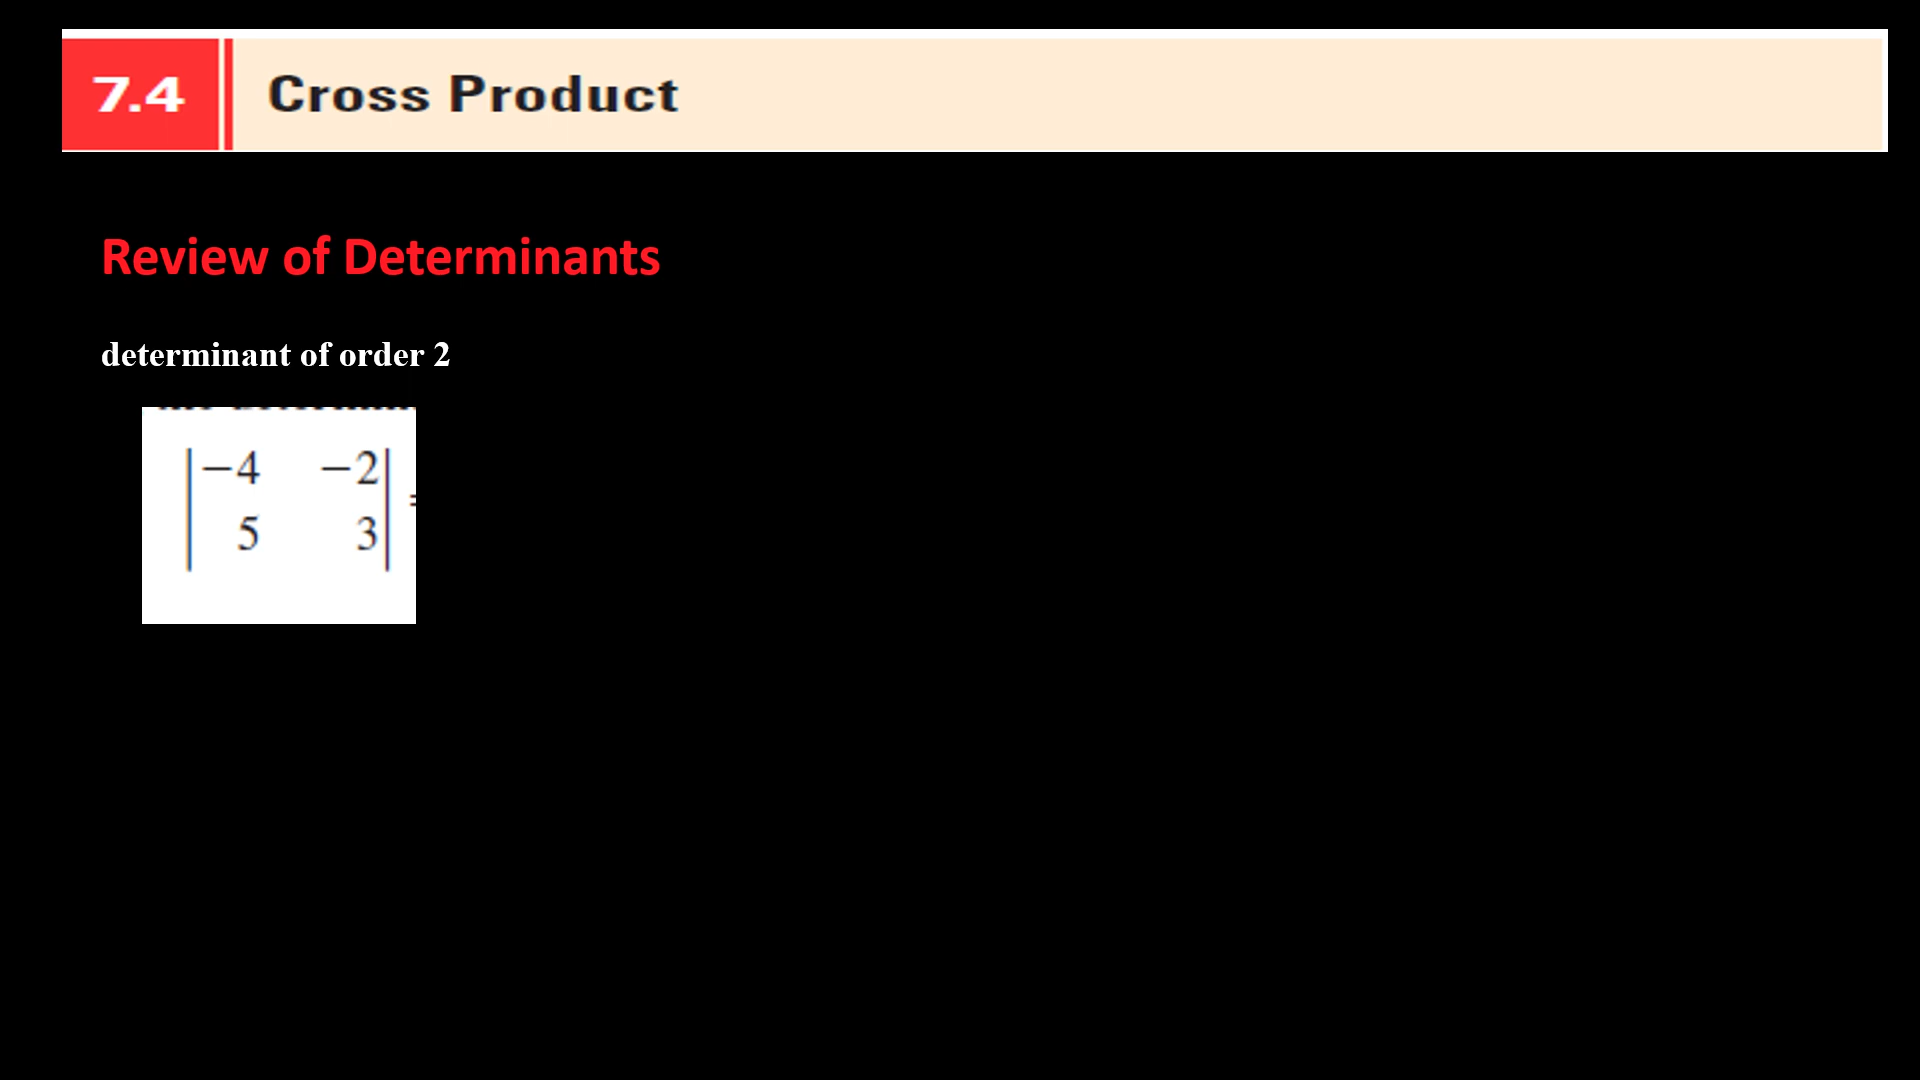 7.4 Cross Product
Review of Determinants
determinant of order 2
|−4 −2| =
|5 3|